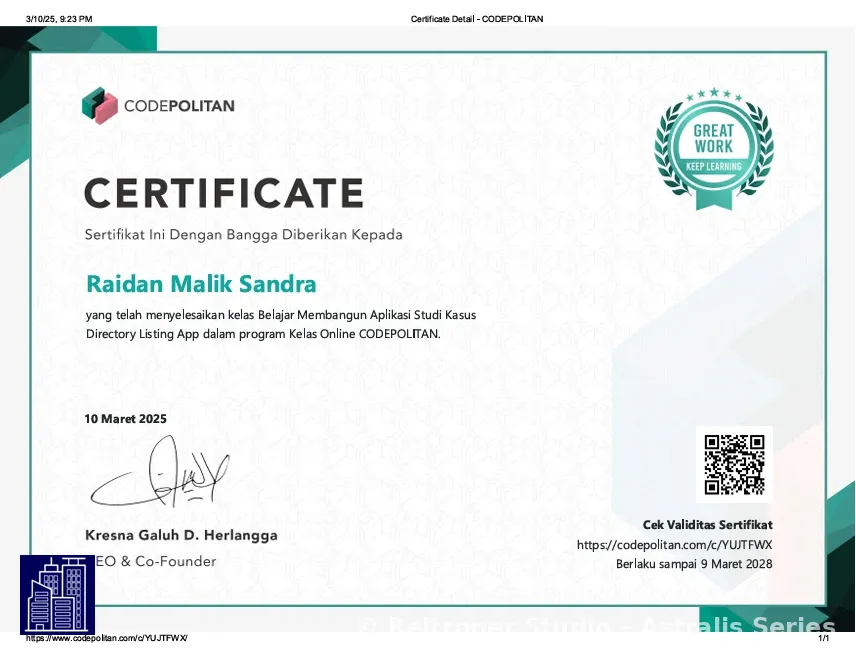 3/10/25, 9:23 PM
Certificate Detail - CODEPOLITAN
CODEPOLITAN
GREAT
WORK
KEEP LEARNING
CERTIFICATE
Sertifikat Ini Dengan Bangga Diberikan Kepada
Raidan Malik Sandra
yang telah menyelesaikan kelas Belajar Membangun Aplikasi Studi Kasus
Directory Listing App dalam program Kelas Online CODEPOLITAN.
10 Maret 2025
Kresna Galuh D. Herlangga
EO & Co-Founder
Cek Validitas Sertifikat
https://codepolitan.com/c/YUJTFWX
Berlaku sampai 9 Maret 2028
© Beltraner Studio – Astralis Series
https://www.codepolitan.com/c/YUJTFWX/
1/1